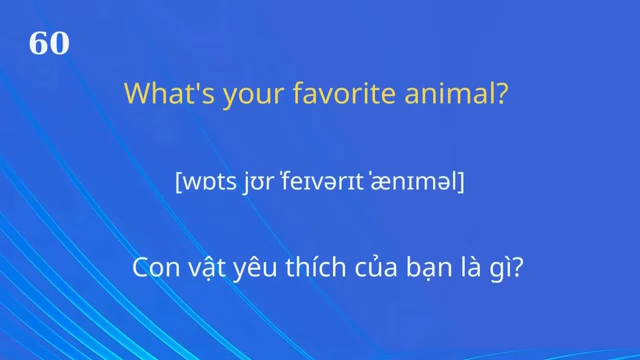 60
What's your favorite animal?
[wɒts jʊr ˈfeɪvərɪt ˈænɪməl]
Con vật yêu thích của bạn là gì?